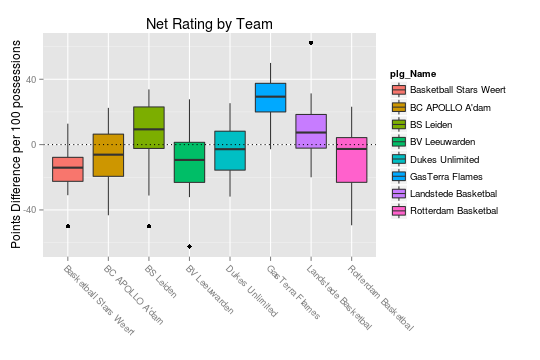 Net Rating by Team
Points Difference per 100 possessions
40
0
-40
Basketball Stars Weert
BC APOLLO A'dam
BS Leiden
BV Leeuwarden
Dukes Unlimited
GasTerra Flames
Landstede Basketbal
Rotterdam Basketbal
plg_Name
Basketball Stars Weert
BC APOLLO A'dam
BS Leiden
BV Leeuwarden
Dukes Unlimited
GasTerra Flames
Landstede Basketbal
Rotterdam Basketbal